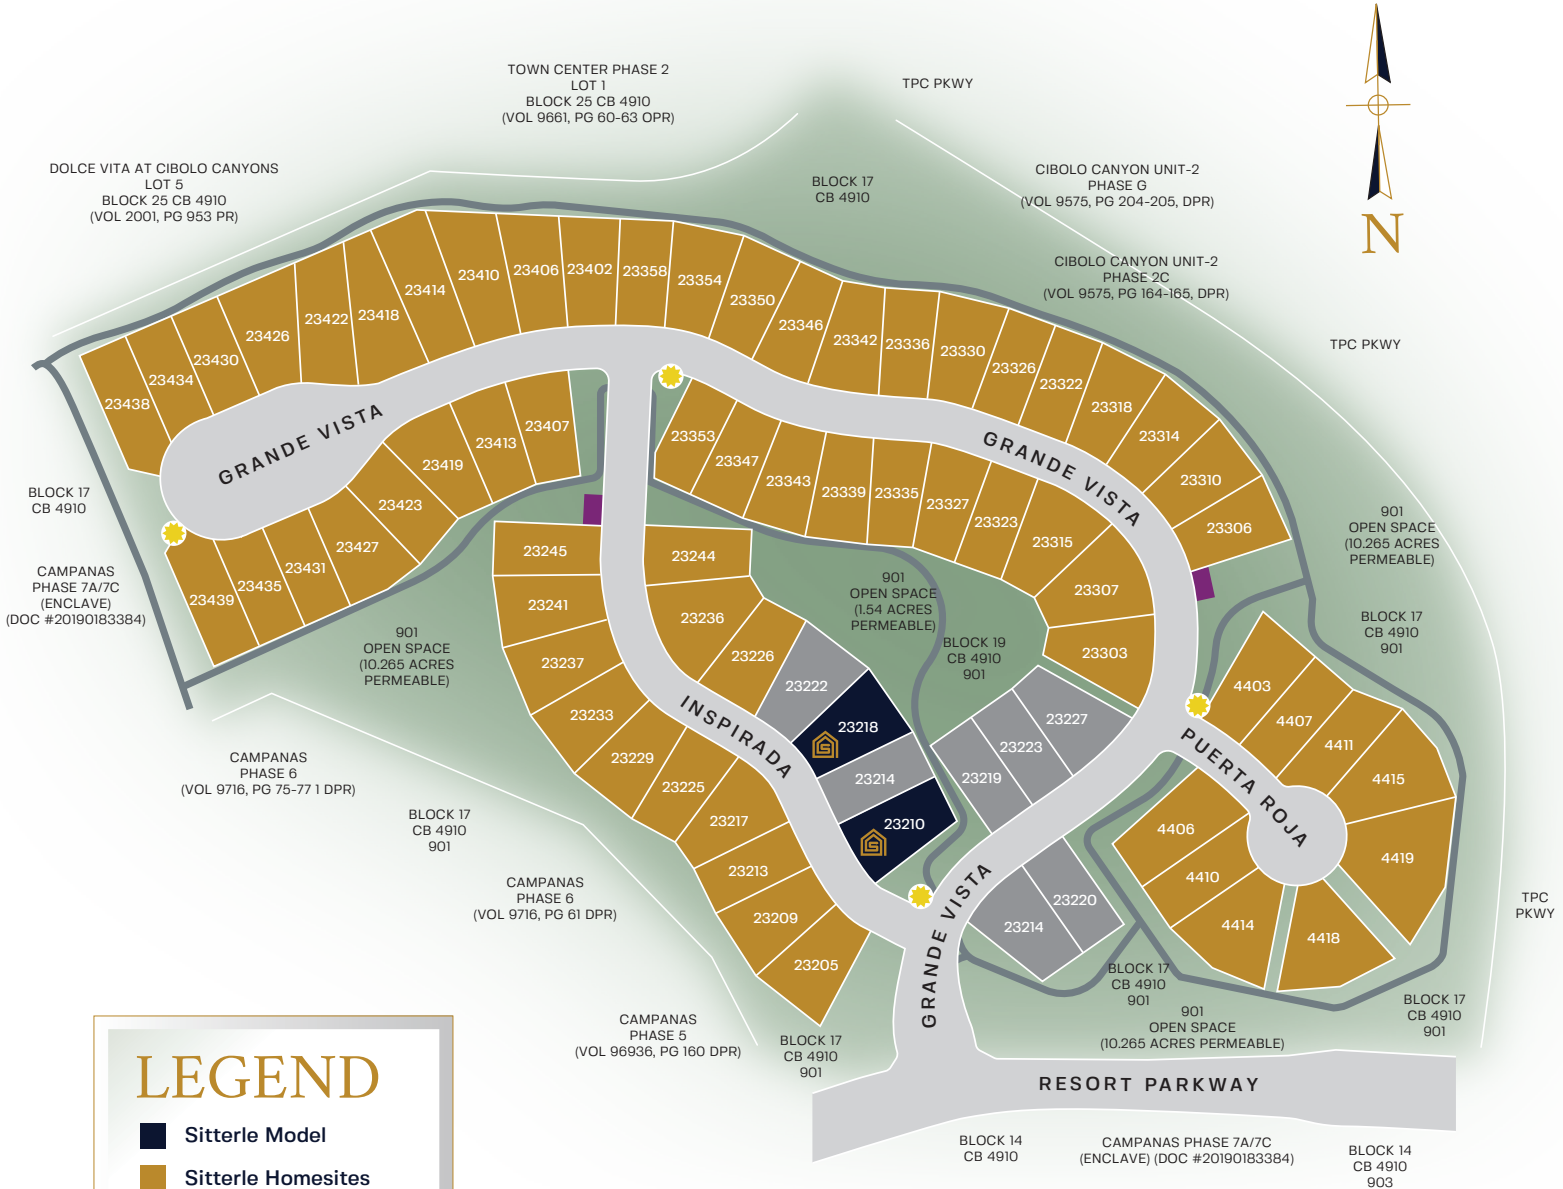 TOWN CENTER PHASE 2
LOT 1
BLOCK 25 CB 4910
(VOL 9661, PG 60-63 OPR)
TPC PKWY
DOLCE VITA AT CIBOLO CANYONS
LOT 5
BLOCK 25 CB 4910
(VOL 2001, PG 953 PR)
BLOCK 17
CB 4910
CIBOLO CANYON UNIT-2
PHASE G
(VOL 9575, PG 204-205, DPR)
N
CIBOLO CANYON UNIT-2
PHASE 2C
(VOL 9575, PG 164-165, DPR)
TPC PKWY
23438
23434
23430
23426
23422
23418
23414
23410
23406
23402
23358
23354
23350
23346
23342
23336
23330
23326
23322
23318
23314
23310
23306
GRANDE VISTA
GRANDE VISTA
23407
23413
23419
23423
23427
23431
23435
23439
23353
23347
23343
23339
23335
23327
23323
23315
23307
23303
BLOCK 17
CB 4910
CAMPANAS
PHASE 7A/7C
(ENCLAVE)
(DOC #20190183384)
901
OPEN SPACE
(10.265 ACRES
PERMEABLE)
901
OPEN SPACE
(1.54 ACRES
PERMEABLE)
BLOCK 19
CB 4910
901
901
OPEN SPACE
(10.265 ACRES
PERMEABLE)
BLOCK 17
CB 4910
901
23245
23241
23237
23233
23229
23225
23217
23213
23209
23205
INSPIRADA
23244
23236
23226
23222
23218
23214
23210
23227
23223
23219
23220
23214
GRANDE VISTA
PUERTA ROJA
4403
4407
4411
4415
4419
4406
4410
4414
4418
CAMPANAS
PHASE 6
(VOL 9716, PG 75-77 1 DPR)
BLOCK 17
CB 4910
901
CAMPANAS
PHASE 6
(VOL 9716, PG 61 DPR)
TPC
PKWY
CAMPANAS
PHASE 5
(VOL 96936, PG 160 DPR)
BLOCK 17
CB 4910
901
BLOCK 17
CB 4910
901
901
OPEN SPACE
(10.265 ACRES PERMEABLE)
BLOCK 17
CB 4910
901
RESORT PARKWAY
BLOCK 14
CB 4910
CAMPANAS PHASE 7A/7C
(ENCLAVE) (DOC #20190183384)
BLOCK 14
CB 4910
903
LEGEND
Sitterle Model
Sitterle Homesites